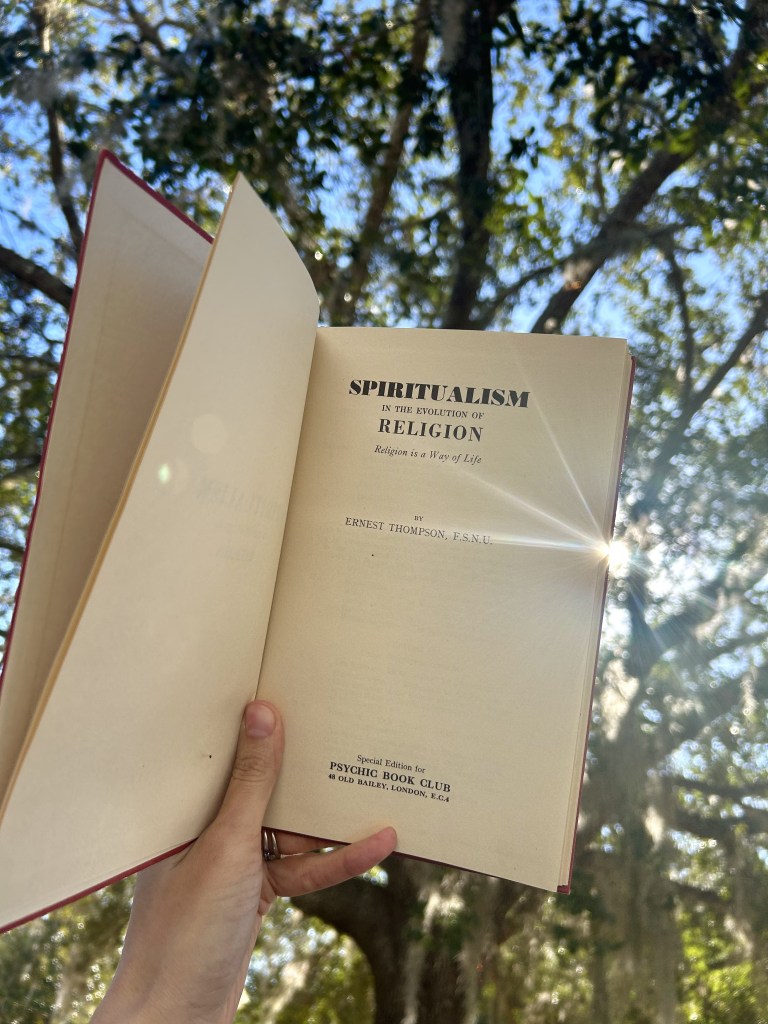 SPIRITUALISM
IN THE EVOLUTION OF
RELIGION
Religion is a Way of Life
BY
ERNEST THOMPSON, F.S.N.U.
Special Edition for
PSYCHIC BOOK CLUB
48 OLD BAILEY, LONDON, E.C.4